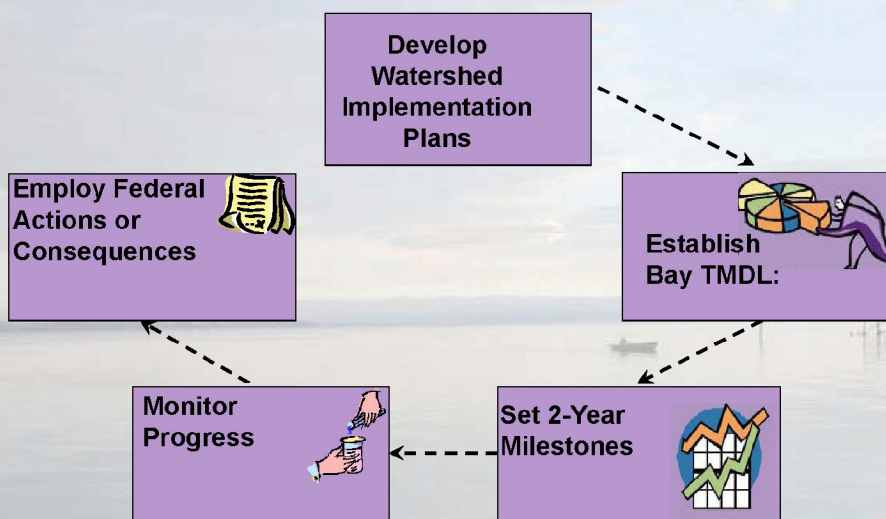 Develop
Watershed
Implementation
Plans
Establish
Bay TMDL:
Set 2-Year
Milestones
Monitor
Progress
Employ Federal
Actions or
Consequences